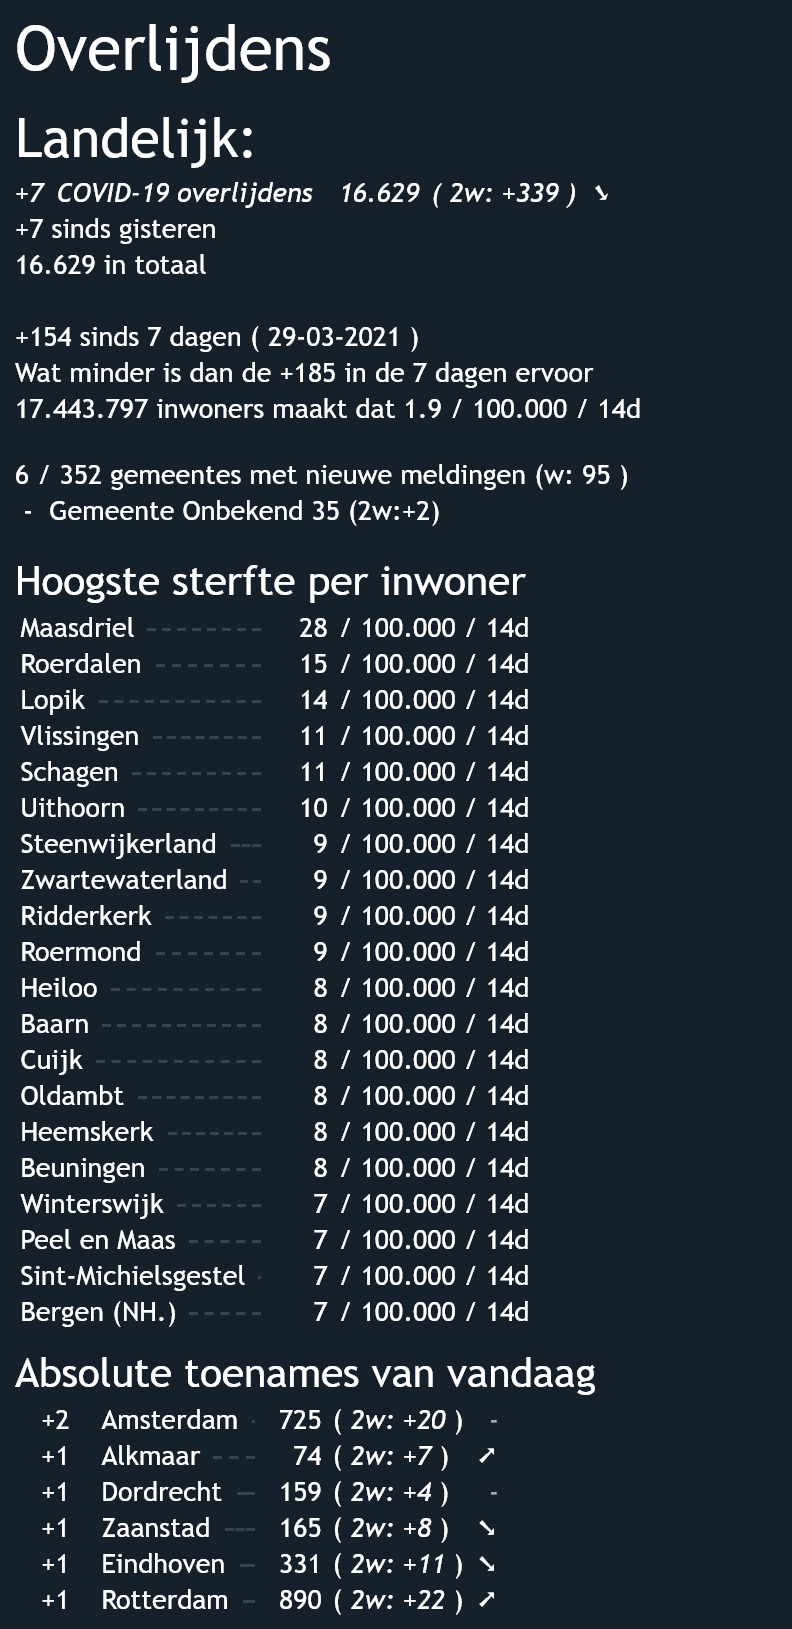 Overlijdens
Landelijk:
+7 COVID-19 overlijdens 16.629 ( 2w: +339 ) ➘
+7 sinds gisteren
16.629 in totaal
+154 sinds 7 dagen ( 29-03-2021 )
Wat minder is dan de +185 in de 7 dagen ervoor
17.443.797 inwoners maakt dat 1.9 / 100.000 / 14d
6 / 352 gemeentes met nieuwe meldingen (w: 95 )
- Gemeente Onbekend 35 (2w:+2)
Hoogste sterfte per inwoner
Maasdriel -------- 28 / 100.000 / 14d
Roerdalen ------- 15 / 100.000 / 14d
Lopik ----------- 14 / 100.000 / 14d
Vlissingen ------- 11 / 100.000 / 14d
Schagen --------- 11 / 100.000 / 14d
Uithoorn --------- 10 / 100.000 / 14d
Steenwijkerland --- 9 / 100.000 / 14d
Zwartewaterland -- 9 / 100.000 / 14d
Ridderkerk ------- 9 / 100.000 / 14d
Roermond ------- 9 / 100.000 / 14d
Heiloo ---------- 8 / 100.000 / 14d
Baarn ----------- 8 / 100.000 / 14d
Cuijk ----------- 8 / 100.000 / 14d
Oldambt --------- 8 / 100.000 / 14d
Heemskerk ------- 8 / 100.000 / 14d
Beuningen ------- 8 / 100.000 / 14d
Winterswijk ------ 7 / 100.000 / 14d
Peel en Maas ----- 7 / 100.000 / 14d
Sint-Michielsgestel - 7 / 100.000 / 14d
Bergen (NH.) ----- 7 / 100.000 / 14d
Absolute toenames van vandaag
+2 Amsterdam - 725 ( 2w: +20 ) -
+1 Alkmaar --- 74 ( 2w: +7 ) ➚
+1 Dordrecht -- 159 ( 2w: +4 ) -
+1 Zaanstad --- 165 ( 2w: +8 ) ➘
+1 Eindhoven -- 331 ( 2w: +11 ) ➘
+1 Rotterdam - 890 ( 2w: +22 ) ➚